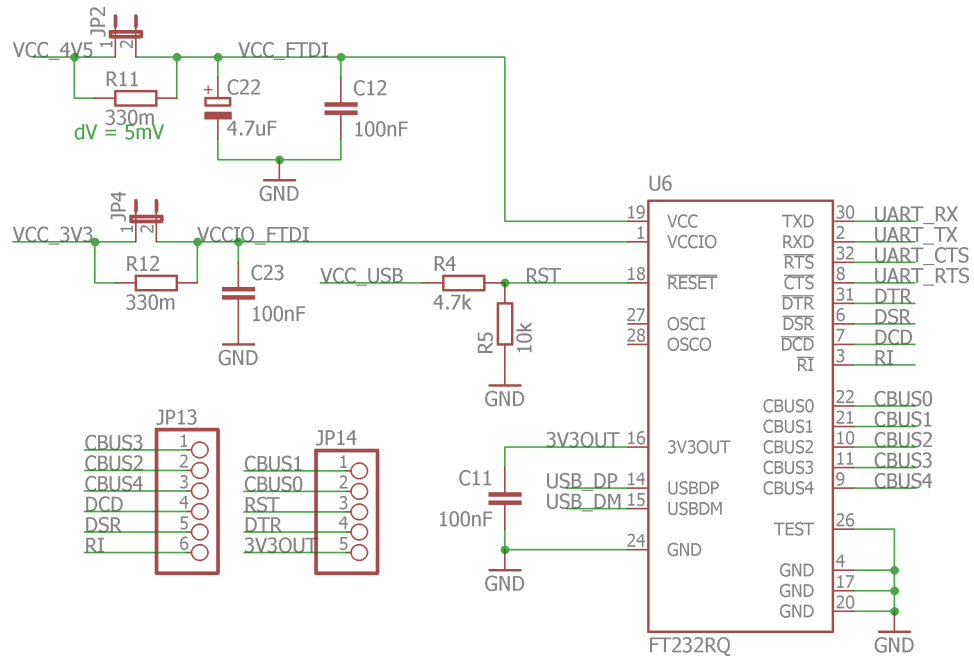 JP2
1
2
VCC_4V5
VCC_FTDI
R11
330m
dV = 5mV
+
C22
4.7uF
C12
100nF
GND
JP4
1
2
VCC_3V3
VCCIO_FTDI
R12
330m
C23
100nF
GND
VCC_USB
R4
4.7k
RST
R5
10k
GND
U6
19 VCC
1 VCCIO
18 RESET
27 OSCI
28 OSCO
3V3OUT 16 3V3OUT
USB_DP 14 USBDP
USB_DM 15 USBDM
24 GND
C11
100nF
GND
TXD 30 UART_RX
RXD 2 UART_TX
RTS 32 UART_CTS
CTS 8 UART_RTS
DTR 31 DTR
DSR 6 DSR
DCD 7 DCD
RI 3 RI
CBUS0 22 CBUS0
CBUS1 21 CBUS1
CBUS2 10 CBUS2
CBUS3 11 CBUS3
CBUS4 9 CBUS4
TEST 26
GND 4
GND 17
GND 20
GND
FT232RQ
JP13
CBUS3 1
CBUS2 2
CBUS4 3
DCD 4
DSR 5
RI 6
JP14
CBUS1 1
CBUS0 2
RST 3
DTR 4
3V3OUT 5